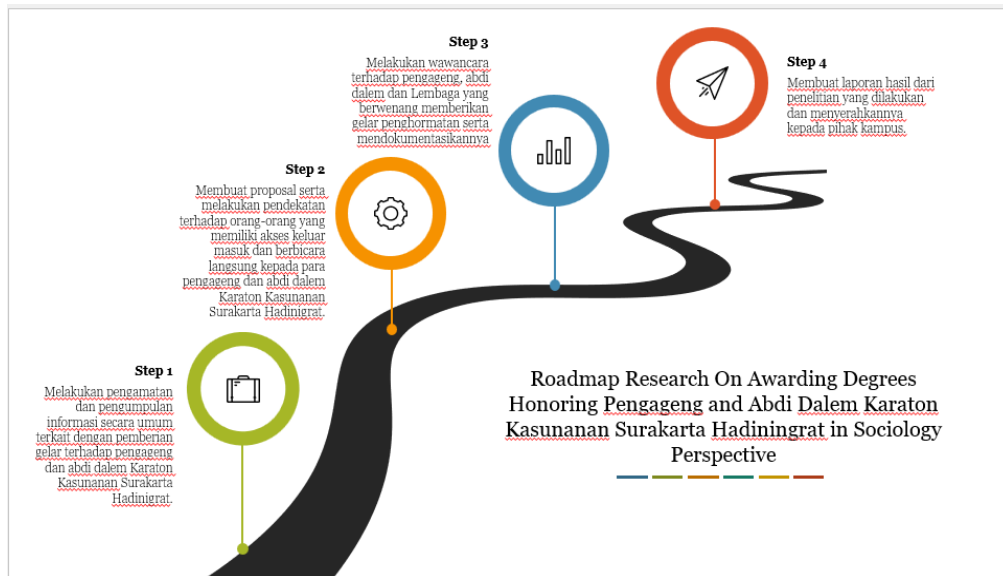 Step 1
Melakukan pengamatan
dan pengumpulan
informasi secara umum
terkait dengan pemberian
gelar terhadap pengageng
dan abdi dalem Karaton
Kasunanan Surakarta
Hadinigrat.
Step 2
Membuat proposal serta
melakukan pendekatan
terhadap orang-orang yang
memiliki akses keluar
masuk dan berbicara
langsung kepada para
pengageng dan abdi dalem
Karaton Kasunanan
Surakarta Hadinigrat.
Step 3
Melakukan wawancara
terhadap pengageng, abdi
dalem dan Lembaga yang
berwenang memberikan
gelar penghormatan serta
mendokumentasikannya
Step 4
Membuat laporan hasil dari
penelitian yang dilakukan
dan menyerahkannya
kepada pihak kampus.
Roadmap Research On Awarding Degrees
Honoring Pengageng and Abdi Dalem Karaton
Kasunanan Surakarta Hadiningrat in Sociology
Perspective